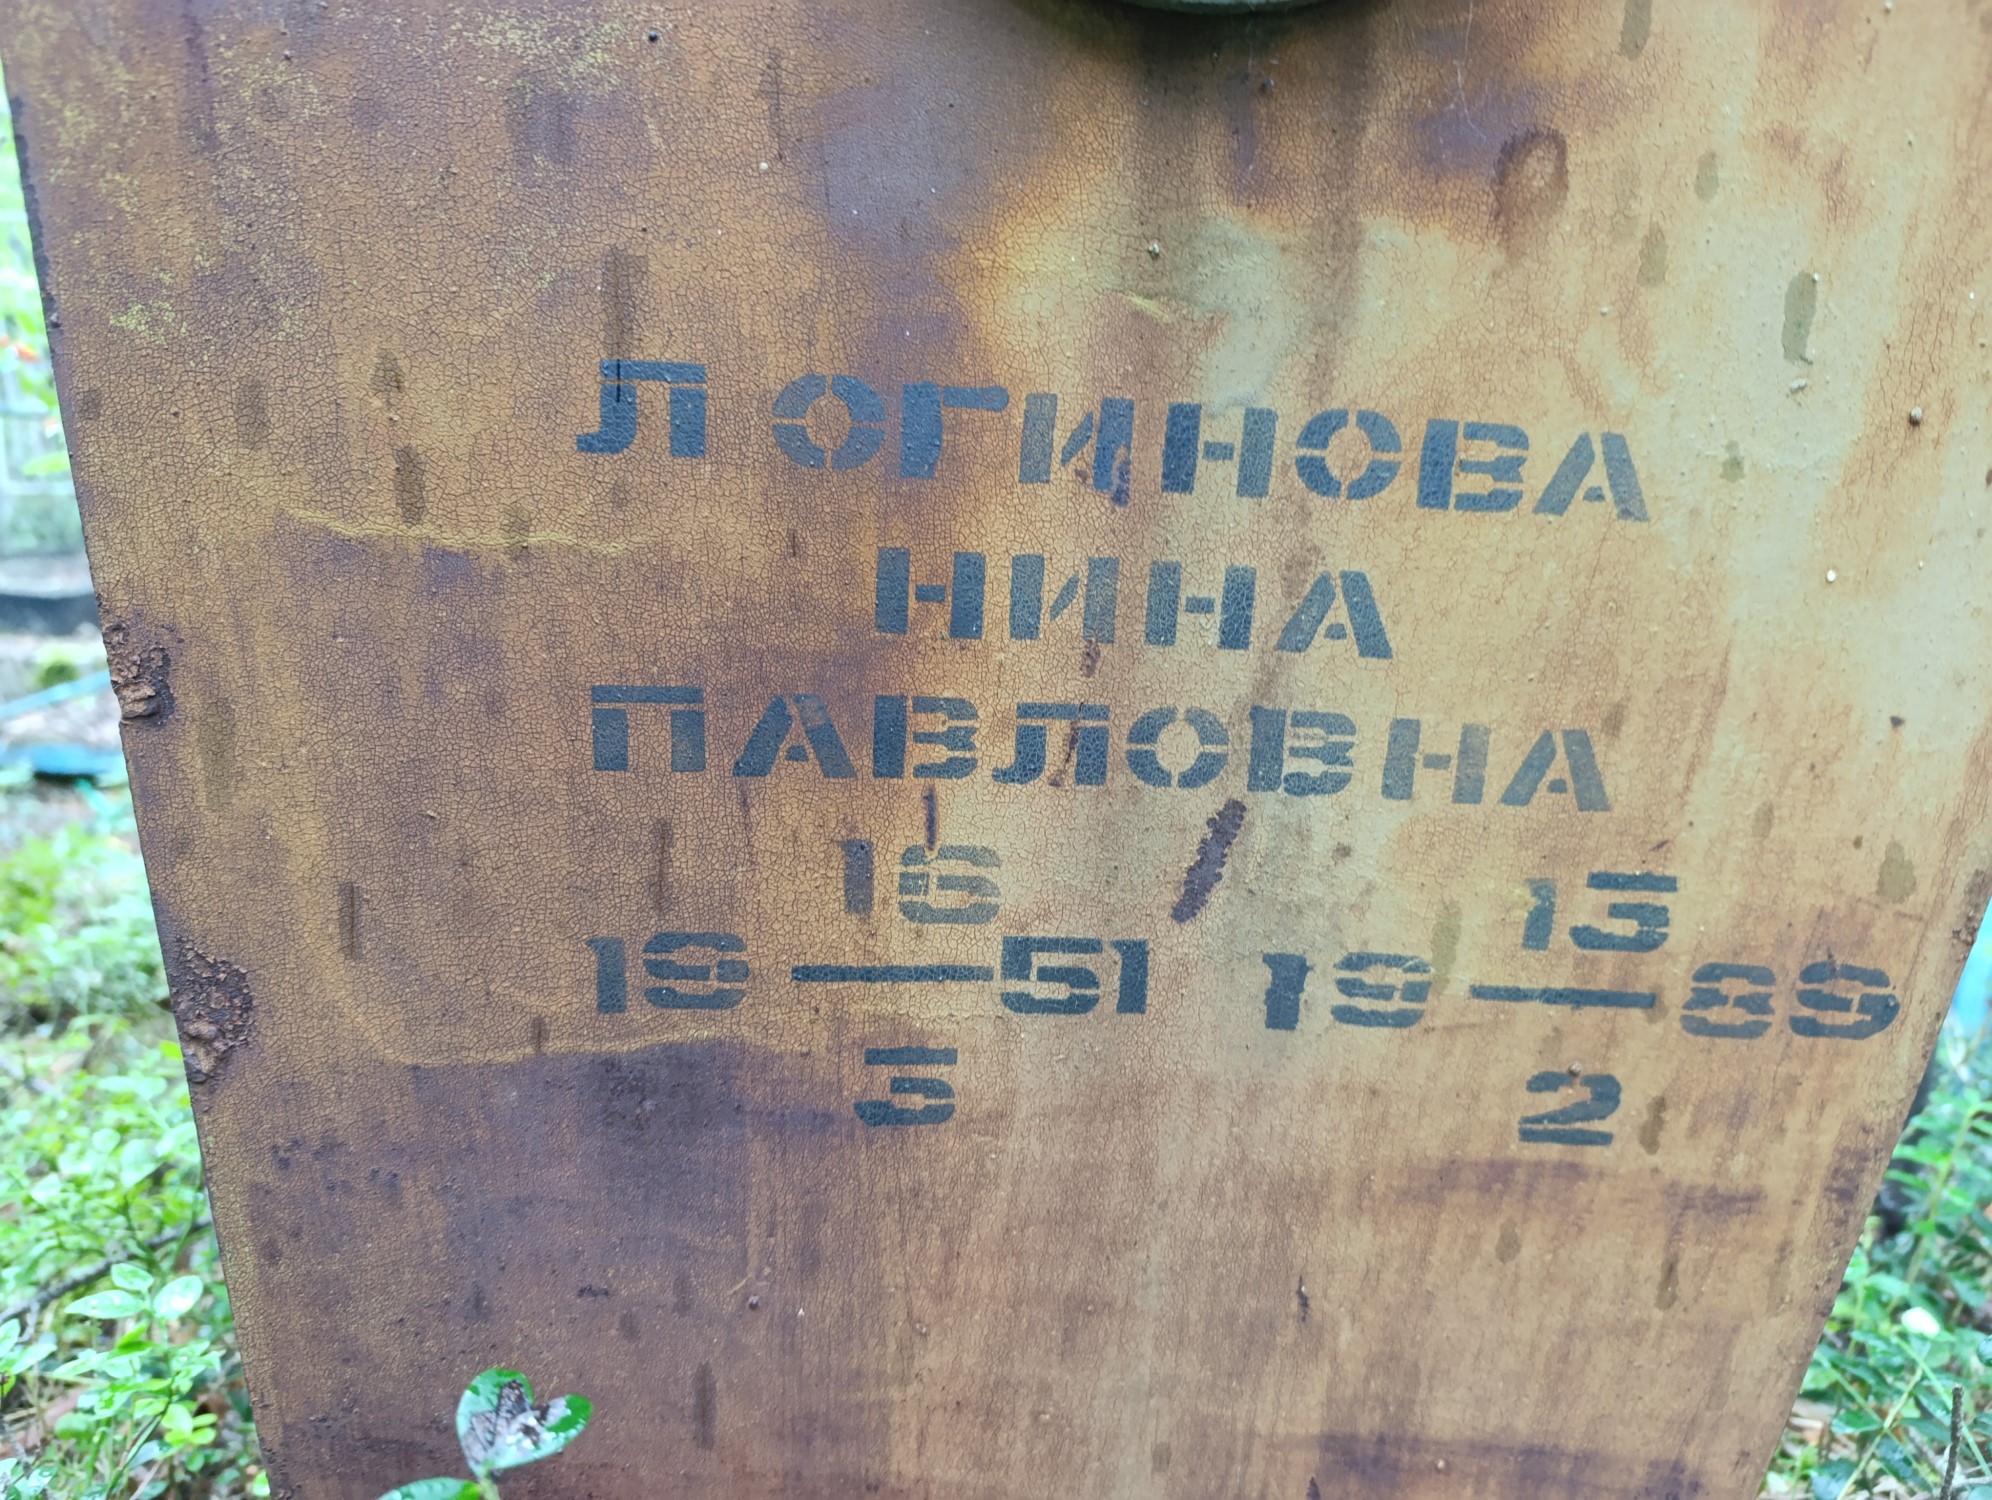 ЛОГИНОВА
НИНА
ПАВЛОВНА
16 13
19 — 51 19 — 89
3 2